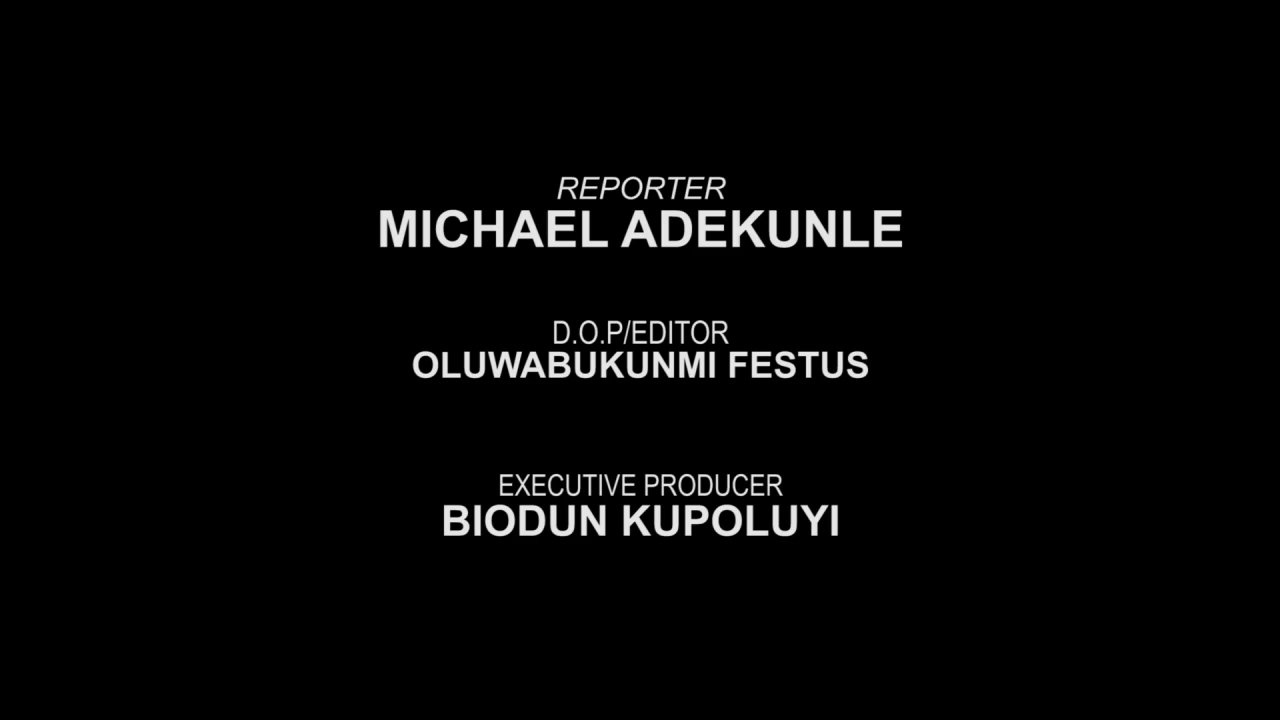 REPORTER
MICHAEL ADEKUNLE
D.O.P/EDITOR
OLUWABUKUNMI FESTUS
EXECUTIVE PRODUCER
BIODUN KUPOLUYI